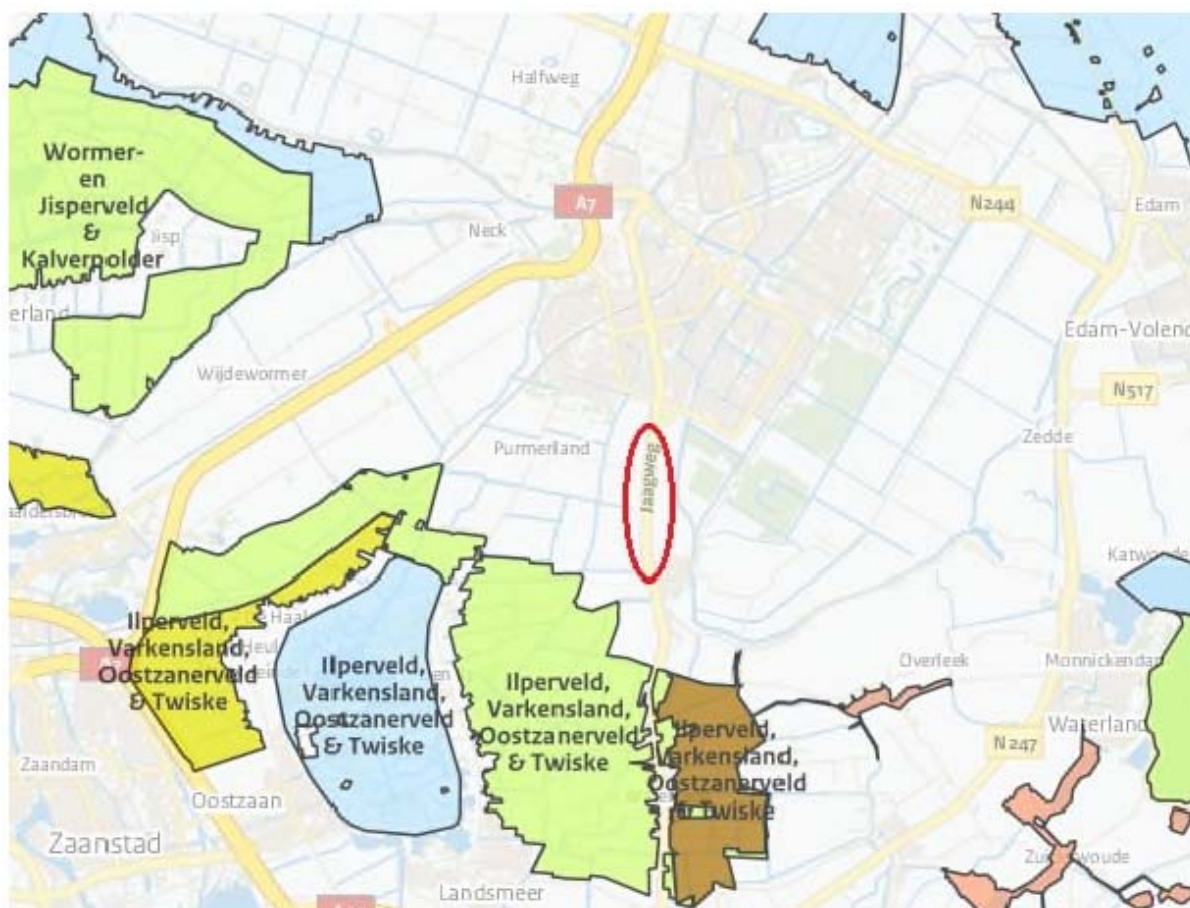 Halfweg
Wormer-
en
Jisperveld
&
Kalverpolder
Jisp
A7
Neck
N244
Edam
erland
Edam-Volend
Wijdewormer
N517
Purmerland
Jaagweg
Zedde
Katwoude
Ilperveld,
Varkensland,
Oostzanerveld
& Twiske
Haal
Ilperveld,
Varkensland,
Oostzanerveld
& Twiske
Ilperveld,
Varkensland,
Oostzanerveld
& Twiske
Ilperveld,
Varkensland,
Oostzanerveld
& Twiske
Overleek
Monnickendam
Waterland
N247
Zaandam
Oostzaan
Zaanstad
Landsmeer